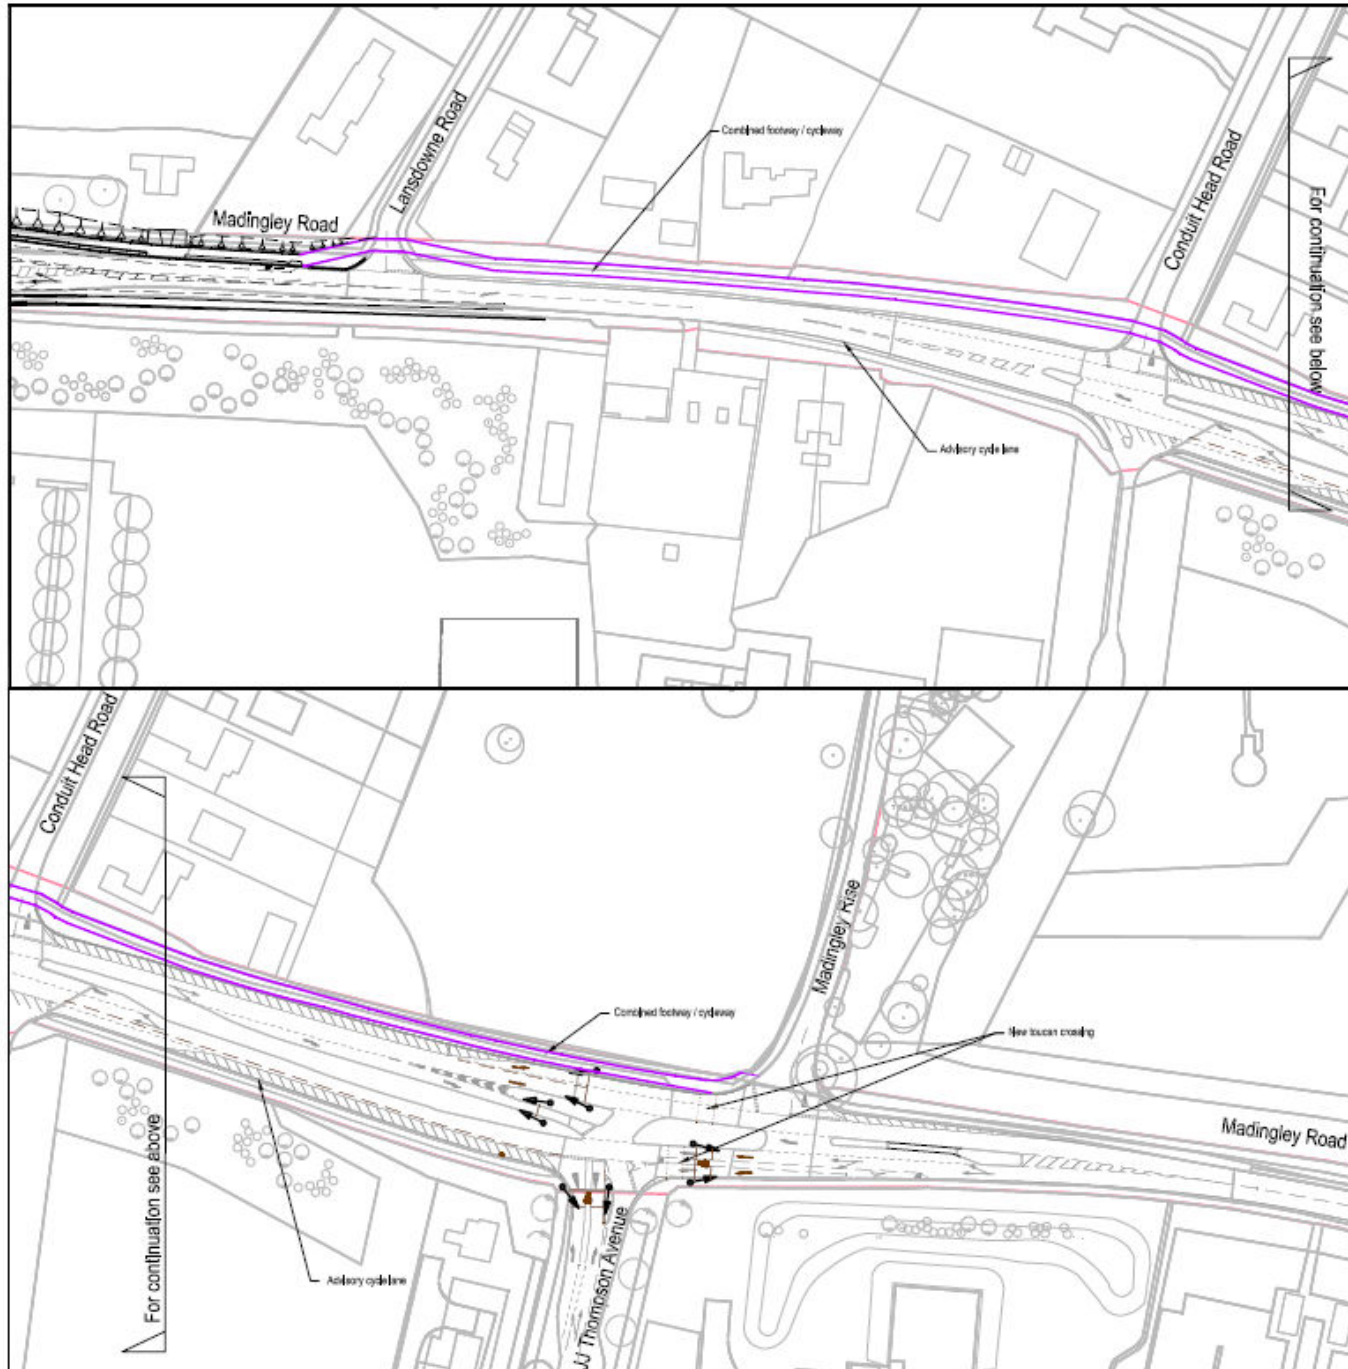 Lansdowne Road
Combined footway / cycleway
Conduit Head Road
For continuation see below
Madingley Road
Advisory cycle lane
Conduit Head Road
Madingley Rise
Combined footway / cycleway
New toucan crossing
Madingley Road
For continuation see above
JJ Thompson Avenue
Advisory cycle lane